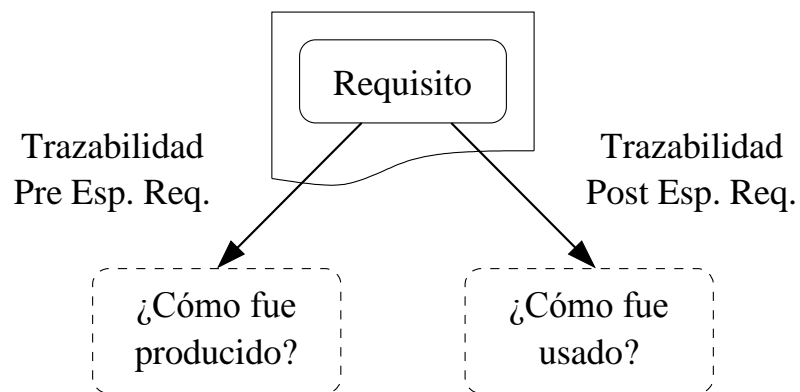 Requisito
Trazabilidad
Pre Esp. Req.
Trazabilidad
Post Esp. Req.
¿Cómo fue
producido?
¿Cómo fue
usado?